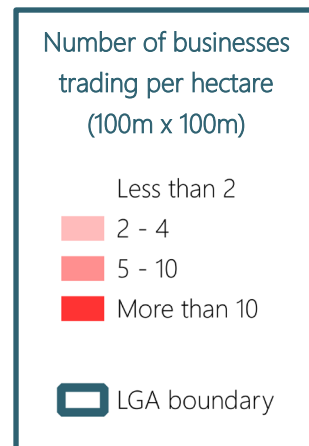 Number of businesses
trading per hectare
(100m x 100m)
Less than 2
2 - 4
5 - 10
More than 10
LGA boundary